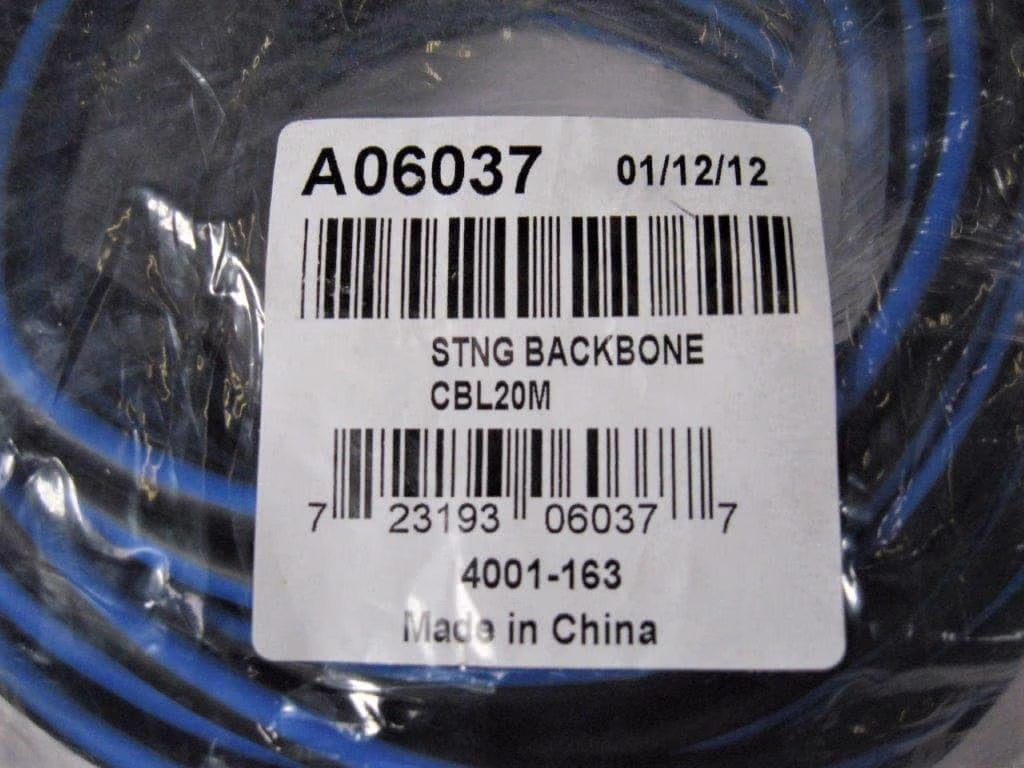 A06037 01/12/12
STNG BACKBONE
CBL20M
7 23193 06037 7
4001-163
Made in China